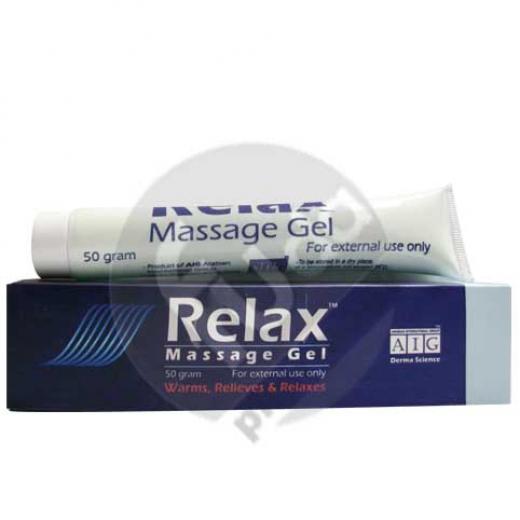 Relax
Massage Gel
50 gram
For external use only
Relax™
Massage Gel
50 gram
For external use only
Warms, Relieves & Relaxes
AIG
Derma Science